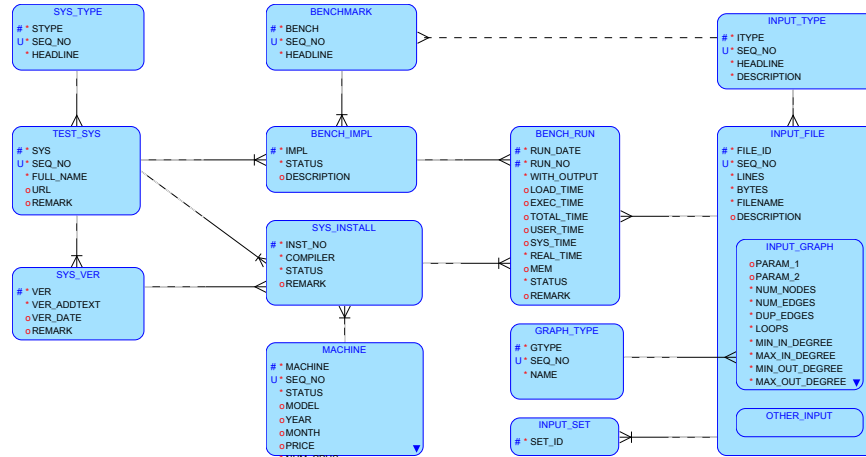 SYS_TYPE
# * STYPE
U * SEQ_NO
* HEADLINE
BENCHMARK
# * BENCH
U * SEQ_NO
* HEADLINE
INPUT_TYPE
# * ITYPE
U * SEQ_NO
* HEADLINE
* DESCRIPTION
TEST_SYS
# * SYS
U * SEQ_NO
* FULL_NAME
o URL
o REMARK
BENCH_IMPL
# * IMPL
* STATUS
o DESCRIPTION
BENCH_RUN
# * RUN_DATE
# * RUN_NO
* WITH_OUTPUT
o LOAD_TIME
o EXEC_TIME
o TOTAL_TIME
o USER_TIME
o SYS_TIME
* REAL_TIME
o MEM
* STATUS
o REMARK
INPUT_FILE
# * FILE_ID
U * SEQ_NO
* LINES
* BYTES
* FILENAME
o DESCRIPTION
SYS_INSTALL
# * INST_NO
* COMPILER
* STATUS
o REMARK
INPUT_GRAPH
o PARAM_1
o PARAM_2
* NUM_NODES
* NUM_EDGES
* DUP_EDGES
* LOOPS
* MIN_IN_DEGREE
* MAX_IN_DEGREE
* MIN_OUT_DEGREE
* MAX_OUT_DEGREE
SYS_VER
# * VER
* VER_ADDTEXT
o VER_DATE
o REMARK
GRAPH_TYPE
# * GTYPE
U * SEQ_NO
* NAME
MACHINE
# * MACHINE
U * SEQ_NO
* STATUS
o MODEL
o YEAR
o MONTH
o PRICE
OTHER_INPUT
INPUT_SET
# * SET_ID